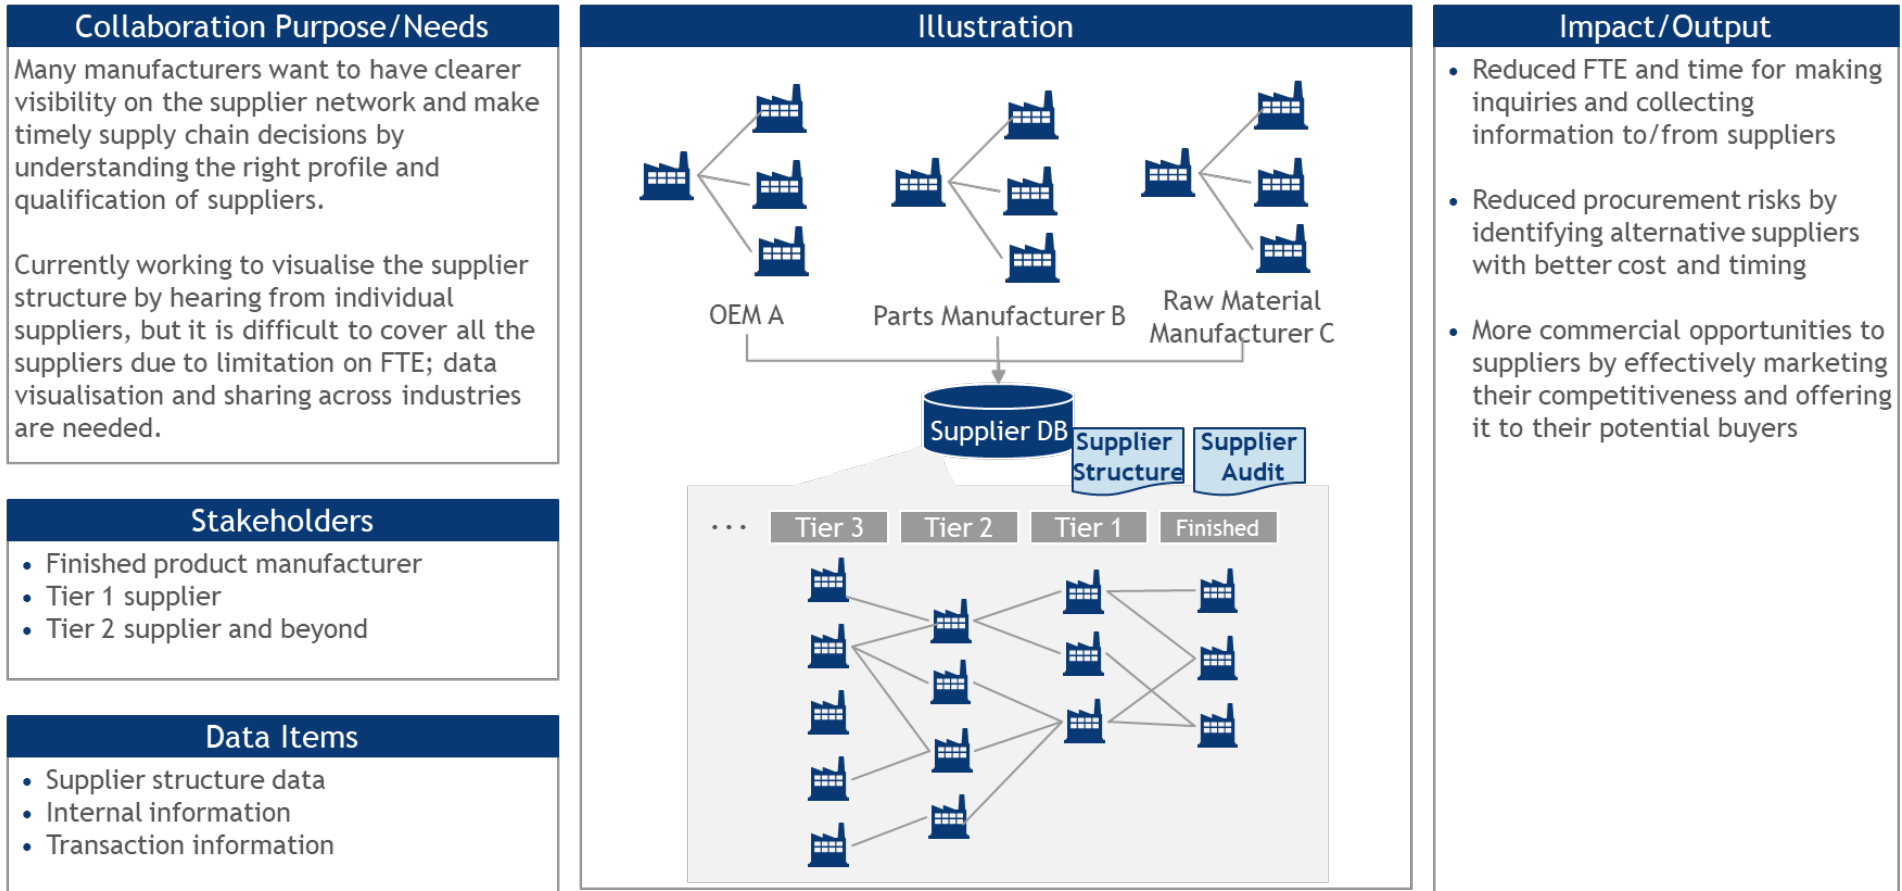 Collaboration Purpose/Needs
Many manufacturers want to have clearer
visibility on the supplier network and make
timely supply chain decisions by
understanding the right profile and
qualification of suppliers.
Currently working to visualise the supplier
structure by hearing from individual
suppliers, but it is difficult to cover all the
suppliers due to limitation on FTE; data
visualisation and sharing across industries
are needed.
Stakeholders
• Finished product manufacturer
• Tier 1 supplier
• Tier 2 supplier and beyond
Data Items
• Supplier structure data
• Internal information
• Transaction information
Illustration
OEM A
Parts Manufacturer B
Raw Material
Manufacturer C
Supplier DB
Supplier
Structure
Supplier
Audit
... Tier 3 Tier 2 Tier 1 Finished
Impact/Output
• Reduced FTE and time for making
inquiries and collecting
information to/from suppliers
• Reduced procurement risks by
identifying alternative suppliers
with better cost and timing
• More commercial opportunities to
suppliers by effectively marketing
their competitiveness and offering
it to their potential buyers